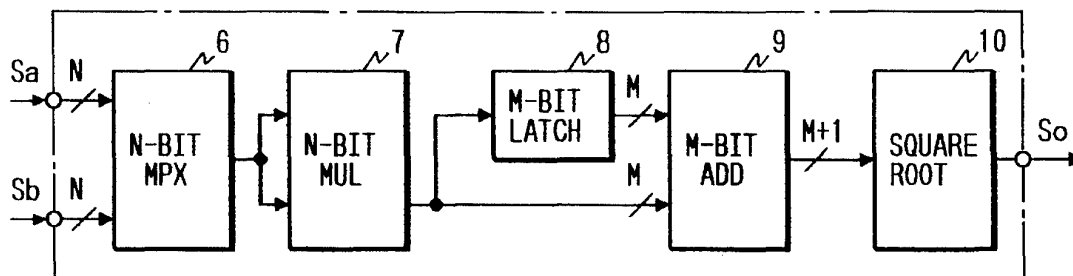 6 7 8 9 10
Sa N
N-BIT
MPX
N-BIT
MUL
M-BIT
LATCH
M
M-BIT
ADD
M+1
SQUARE
ROOT
So
Sb N
M